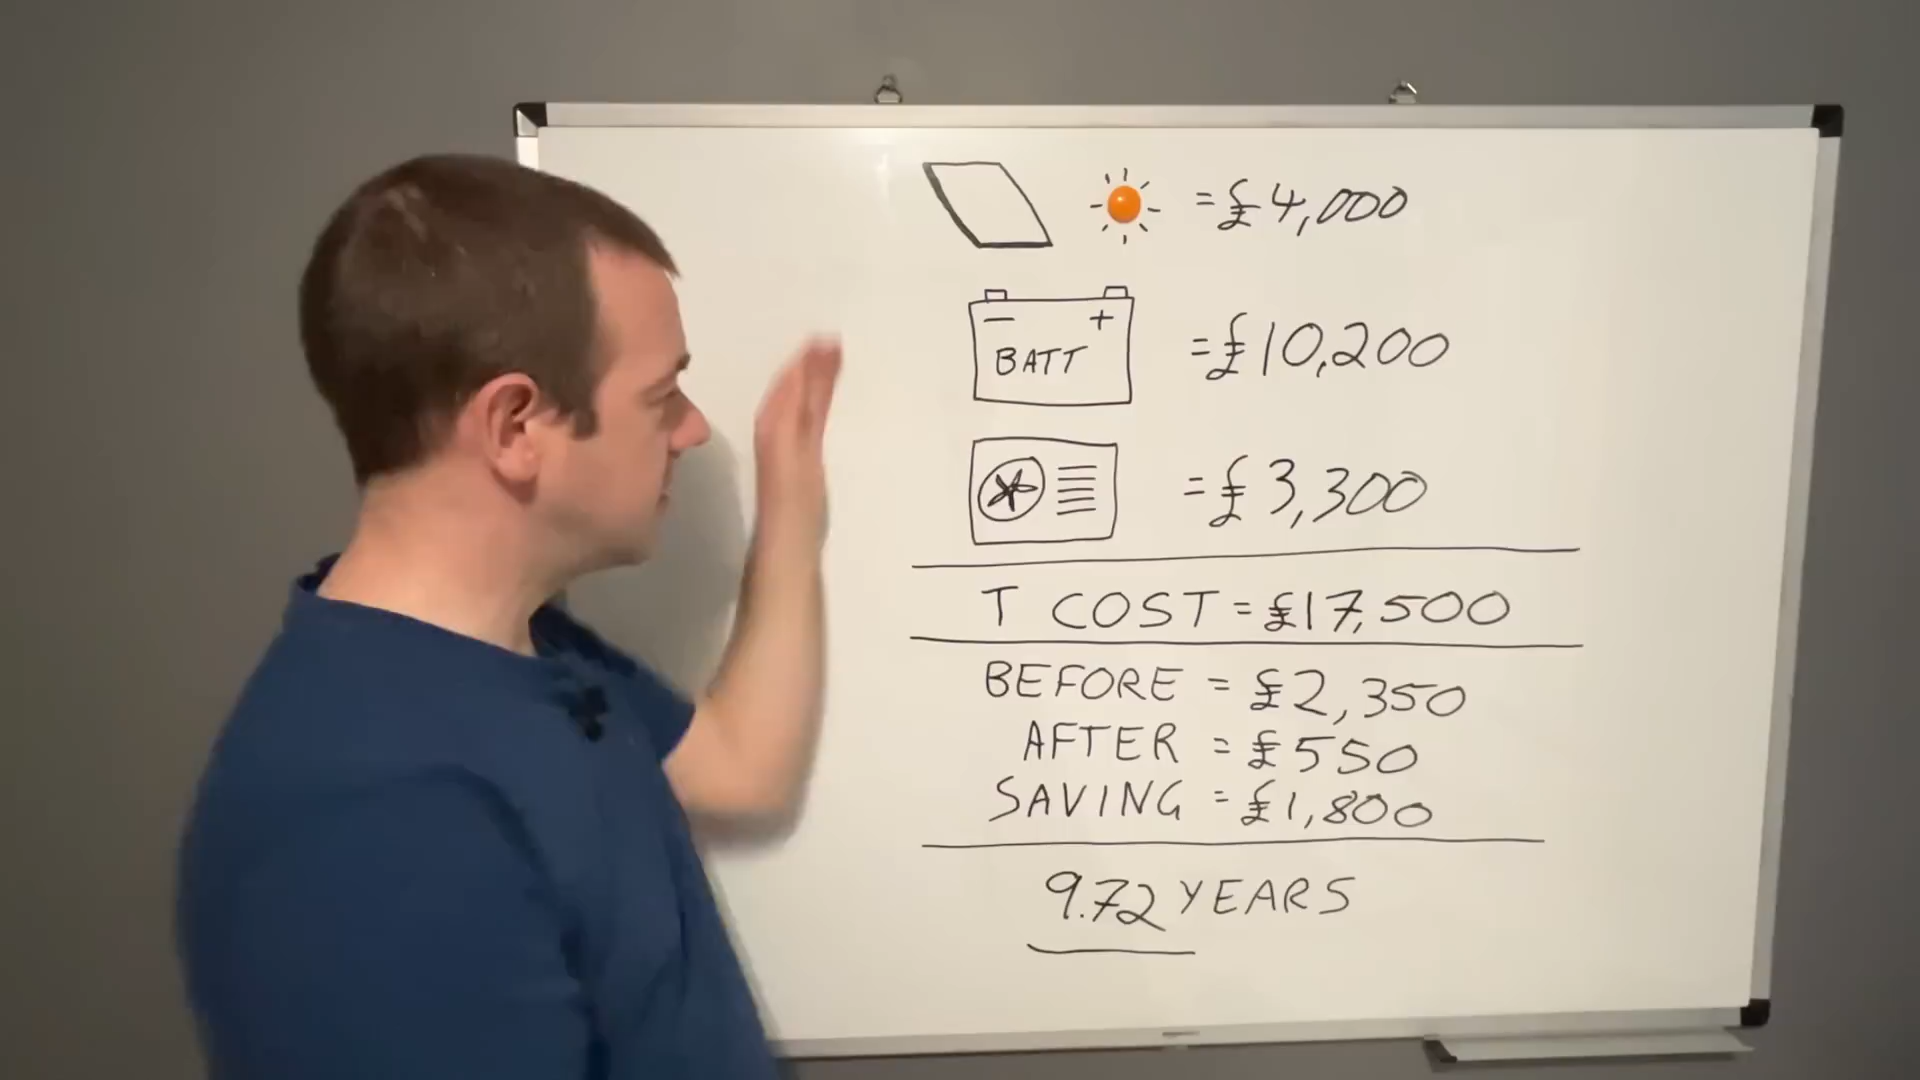 = £4,000
- +
BATT
= £10,200
= £3,300
T COST = £17,500
BEFORE = £2,350
AFTER = £550
SAVING = £1,800
9.72 YEARS